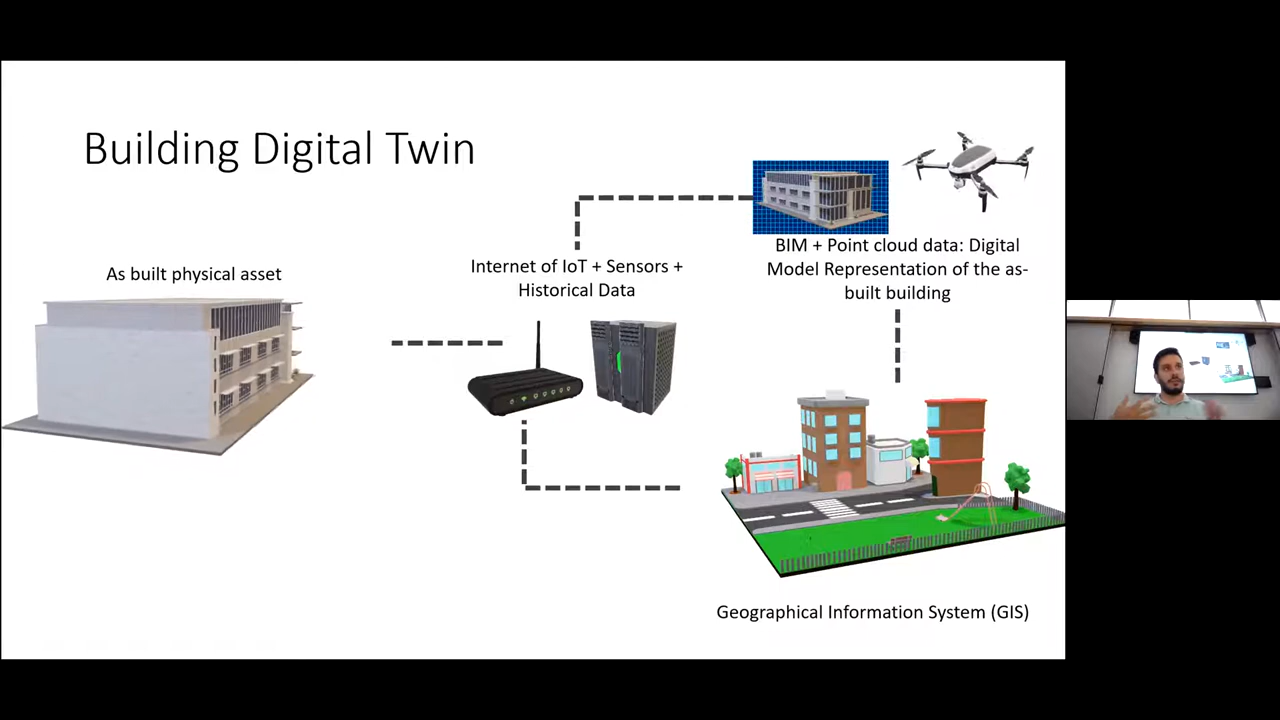 Building Digital Twin
As built physical asset
Internet of IoT + Sensors +
Historical Data
BIM + Point cloud data: Digital
Model Representation of the as-
built building
Geographical Information System (GIS)